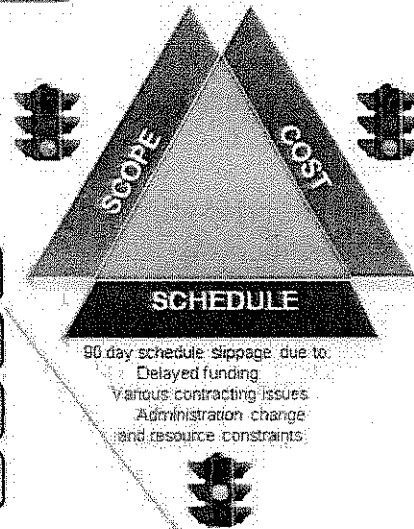 SCOPE
COST
SCHEDULE
90 day schedule slippage due to
Delayed funding
Various contracting issues
Administration change
and resource constraints